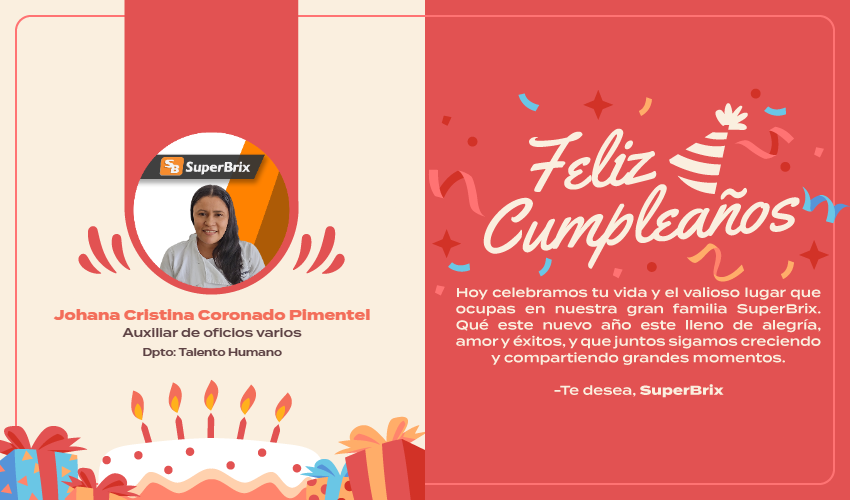 SB SuperBrix
Johana Cristina Coronado Pimentel
Auxiliar de oficios varios
Dpto: Talento Humano
Feliz
Cumpleaños
Hoy celebramos tu vida y el valioso lugar que
ocupas en nuestra gran familia SuperBrix.
Qué este nuevo año este lleno de alegría,
amor y éxitos, y que juntos sigamos creciendo
y compartiendo grandes momentos.
-Te desea, SuperBrix